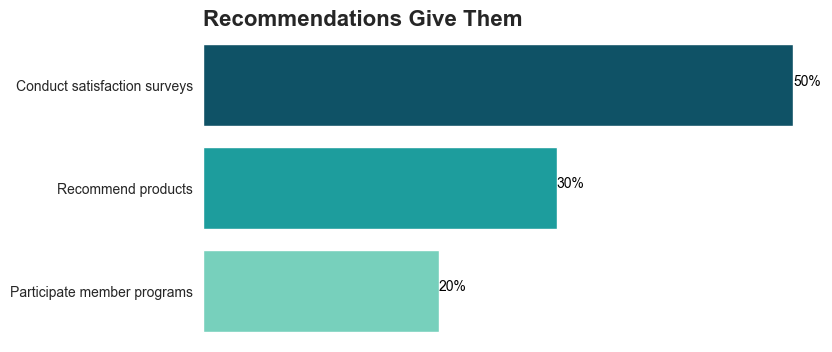 Recommendations Give Them
Conduct satisfaction surveys
50%
Recommend products
30%
Participate member programs
20%